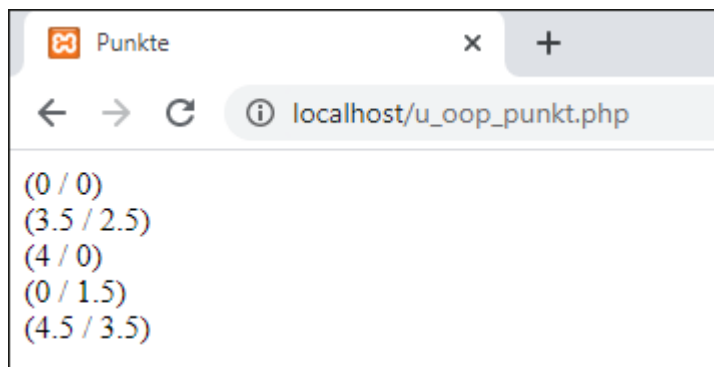 Punkte
localhost/u_oop_punkt.php
(0 / 0)
(3.5 / 2.5)
(4 / 0)
(0 / 1.5)
(4.5 / 3.5)